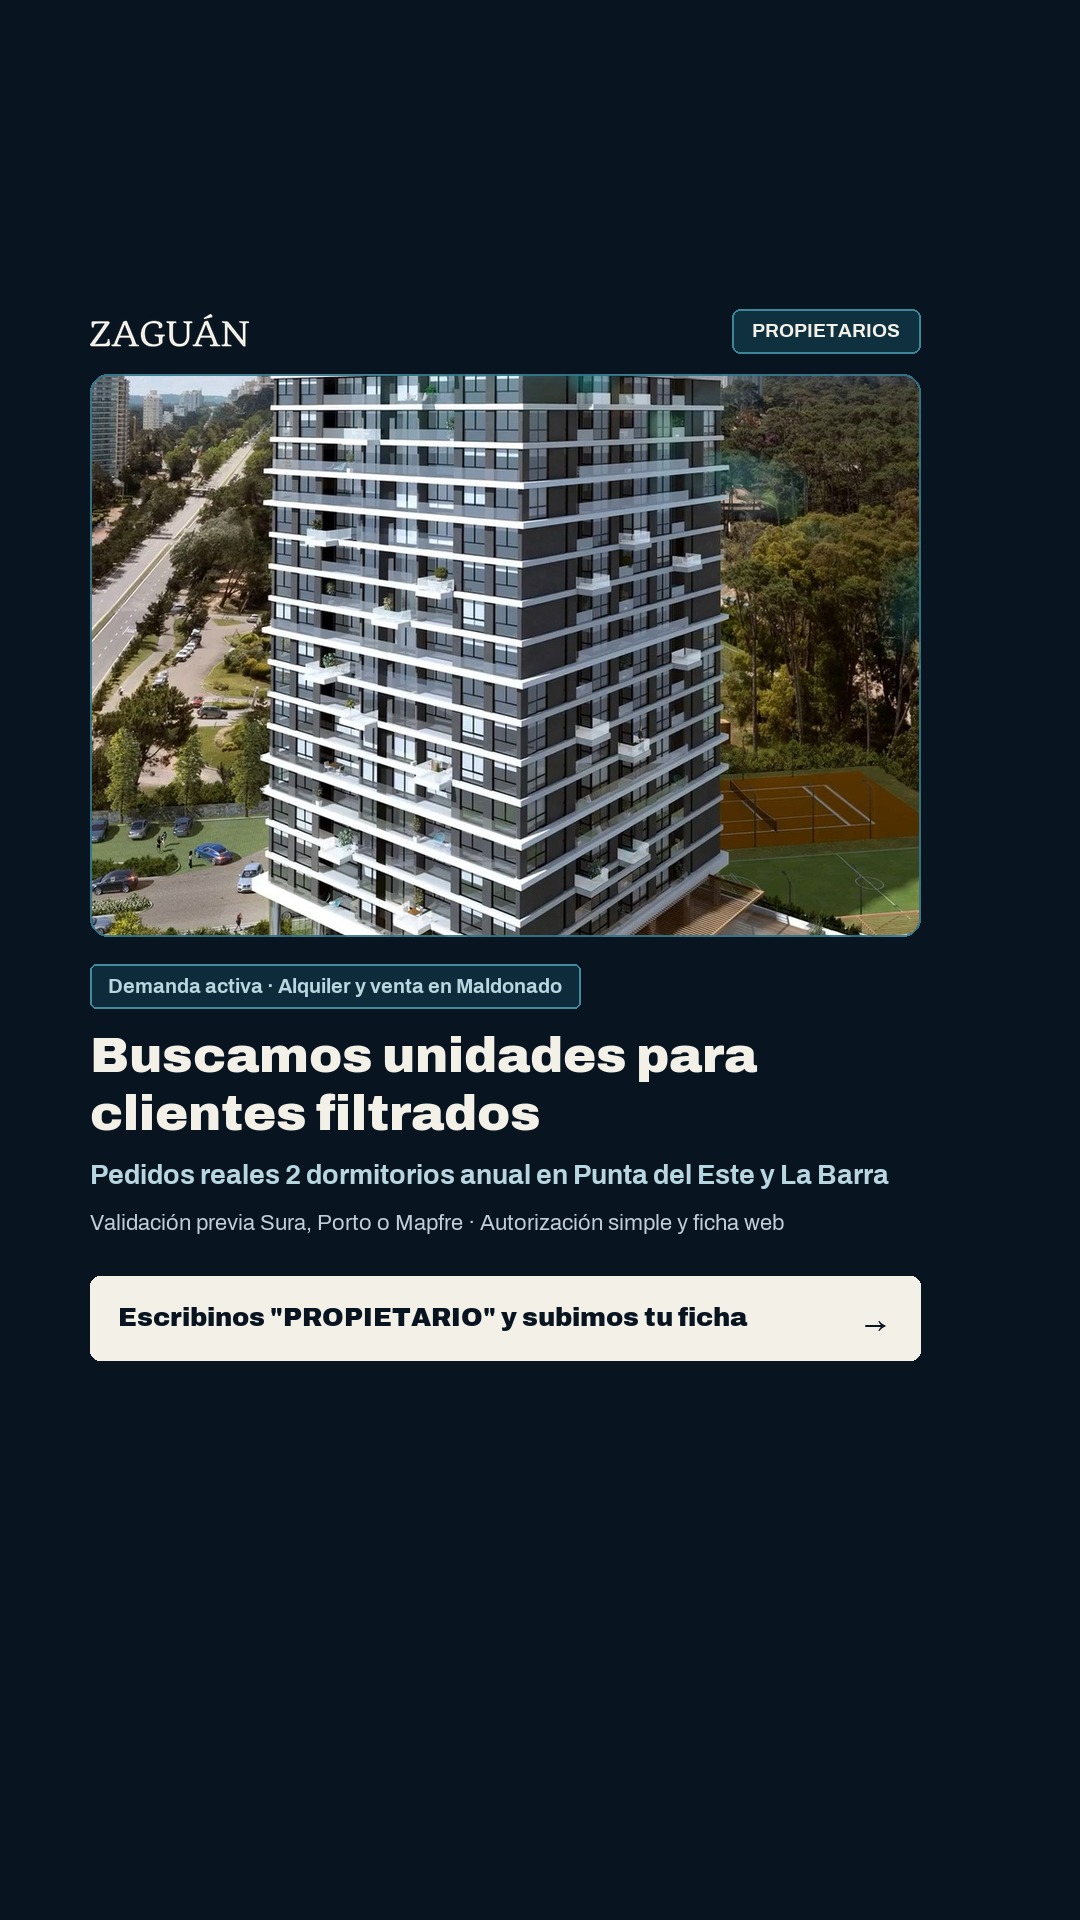 ZAGUÁN
PROPIETARIOS
Demanda activa · Alquiler y venta en Maldonado
Buscamos unidades para
clientes filtrados
Pedidos reales 2 dormitorios anual en Punta del Este y La Barra
Validación previa Sura, Porto o Mapfre · Autorización simple y ficha web
Escribinos "PROPIETARIO" y subimos tu ficha →